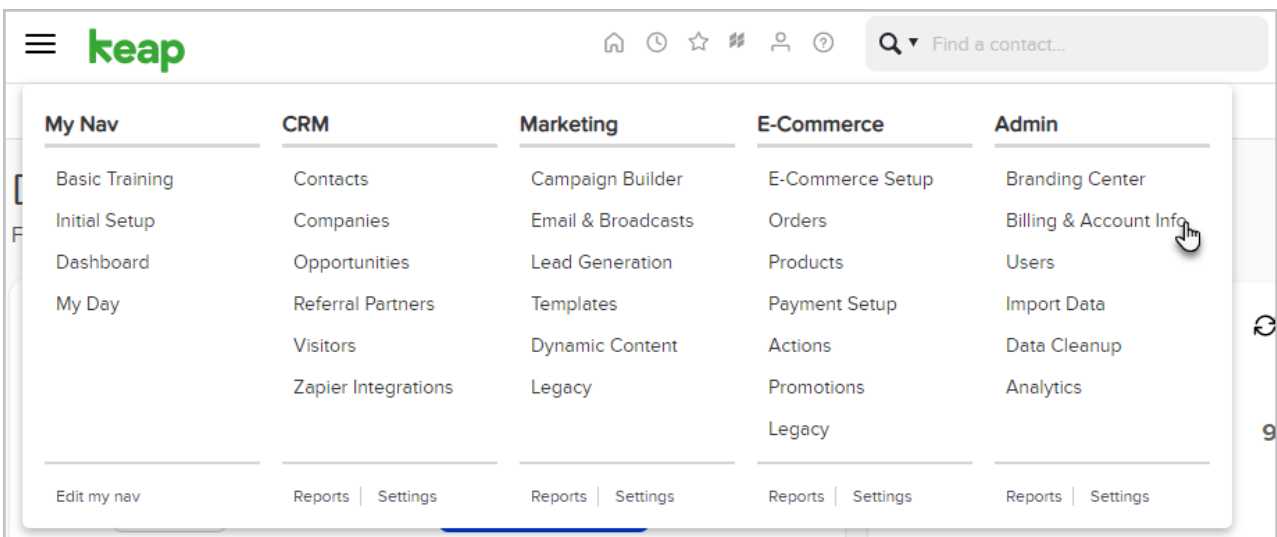 keap
Find a contact...
My Nav CRM Marketing E-Commerce Admin
Basic Training Contacts Campaign Builder E-Commerce Setup Branding Center
Initial Setup Companies Email & Broadcasts Orders Billing & Account Info
Dashboard Opportunities Lead Generation Products Users
My Day Referral Partners Templates Payment Setup Import Data
Visitors Dynamic Content Actions Data Cleanup
Zapier Integrations Legacy Promotions Analytics
Legacy
9
Edit my nav Reports Settings Reports Settings Reports Settings Reports Settings